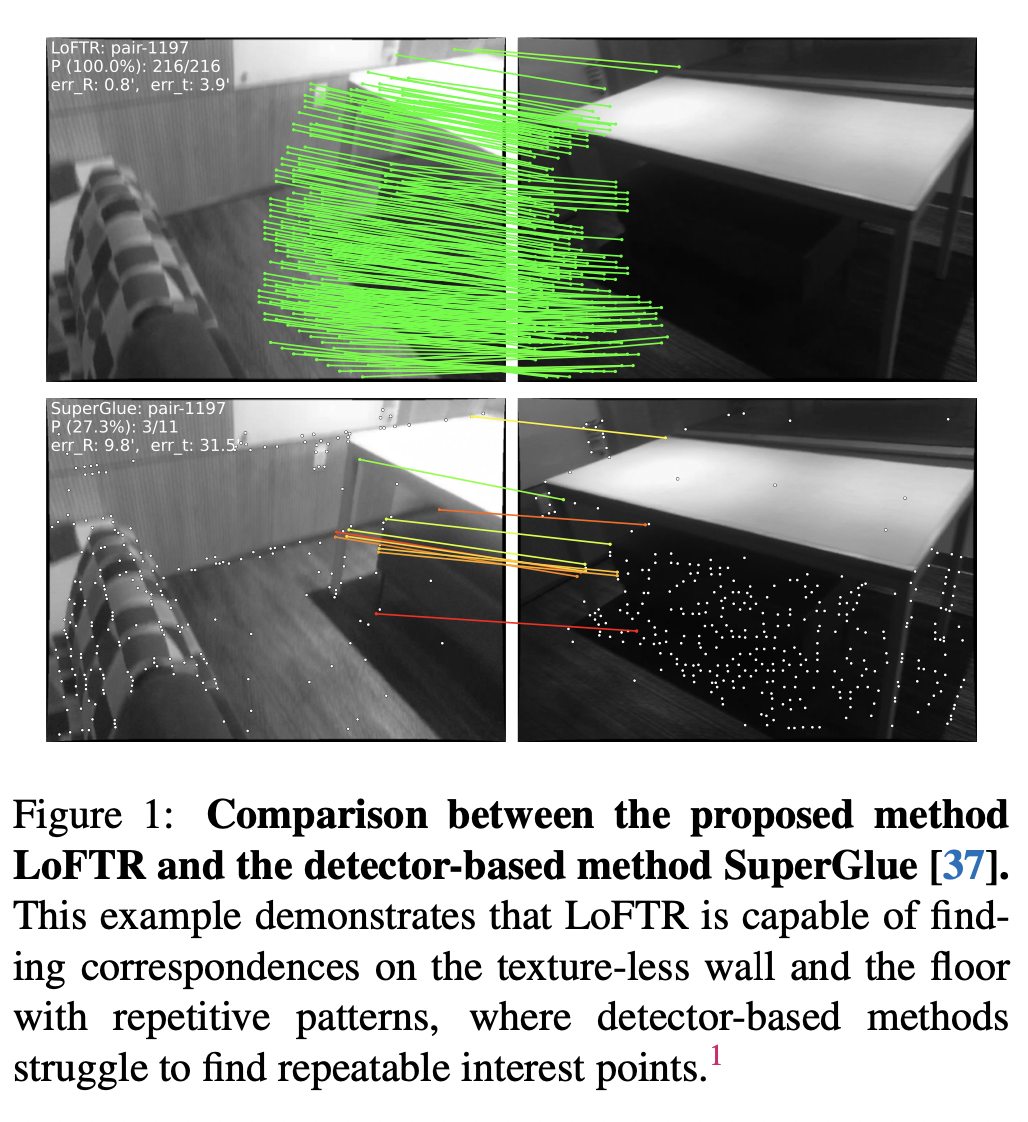 LoFTR: pair-1197
P (100.0%): 216/216
err_R: 0.8', err_t: 3.9'
SuperGlue: pair-1197
P (27.3%): 3/11
err_R: 9.8', err_t: 31.5'
Figure 1: Comparison between the proposed method
LoFTR and the detector-based method SuperGlue [37].
This example demonstrates that LoFTR is capable of find-
ing correspondences on the texture-less wall and the floor
with repetitive patterns, where detector-based methods
struggle to find repeatable interest points.1